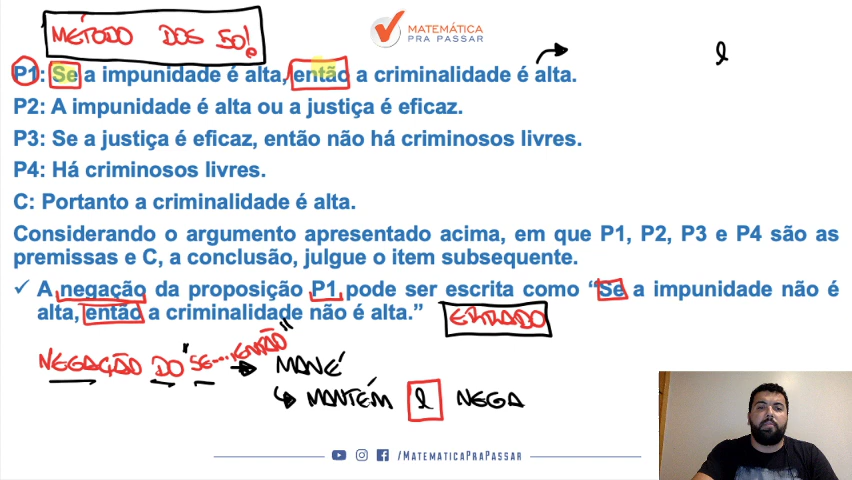 MÉTODO DOS 50!
MATEMÁTICA
PRA PASSAR
P1: Se a impunidade é alta, então a criminalidade é alta.
P2: A impunidade é alta ou a justiça é eficaz.
P3: Se a justiça é eficaz, então não há criminosos livres.
P4: Há criminosos livres.
C: Portanto a criminalidade é alta.
Considerando o argumento apresentado acima, em que P1, P2, P3 e P4 são as
premissas e C, a conclusão, julgue o item subsequente.
✓ A negação da proposição P1 pode ser escrita como “Se a impunidade não é
alta, então a criminalidade não é alta.”
ERRADO
NEGAÇÃO DO "SE...ENTÃO" → MANÉ
↳ MANTÉM e NEGA
/MATEMATICAPRAPASSAR